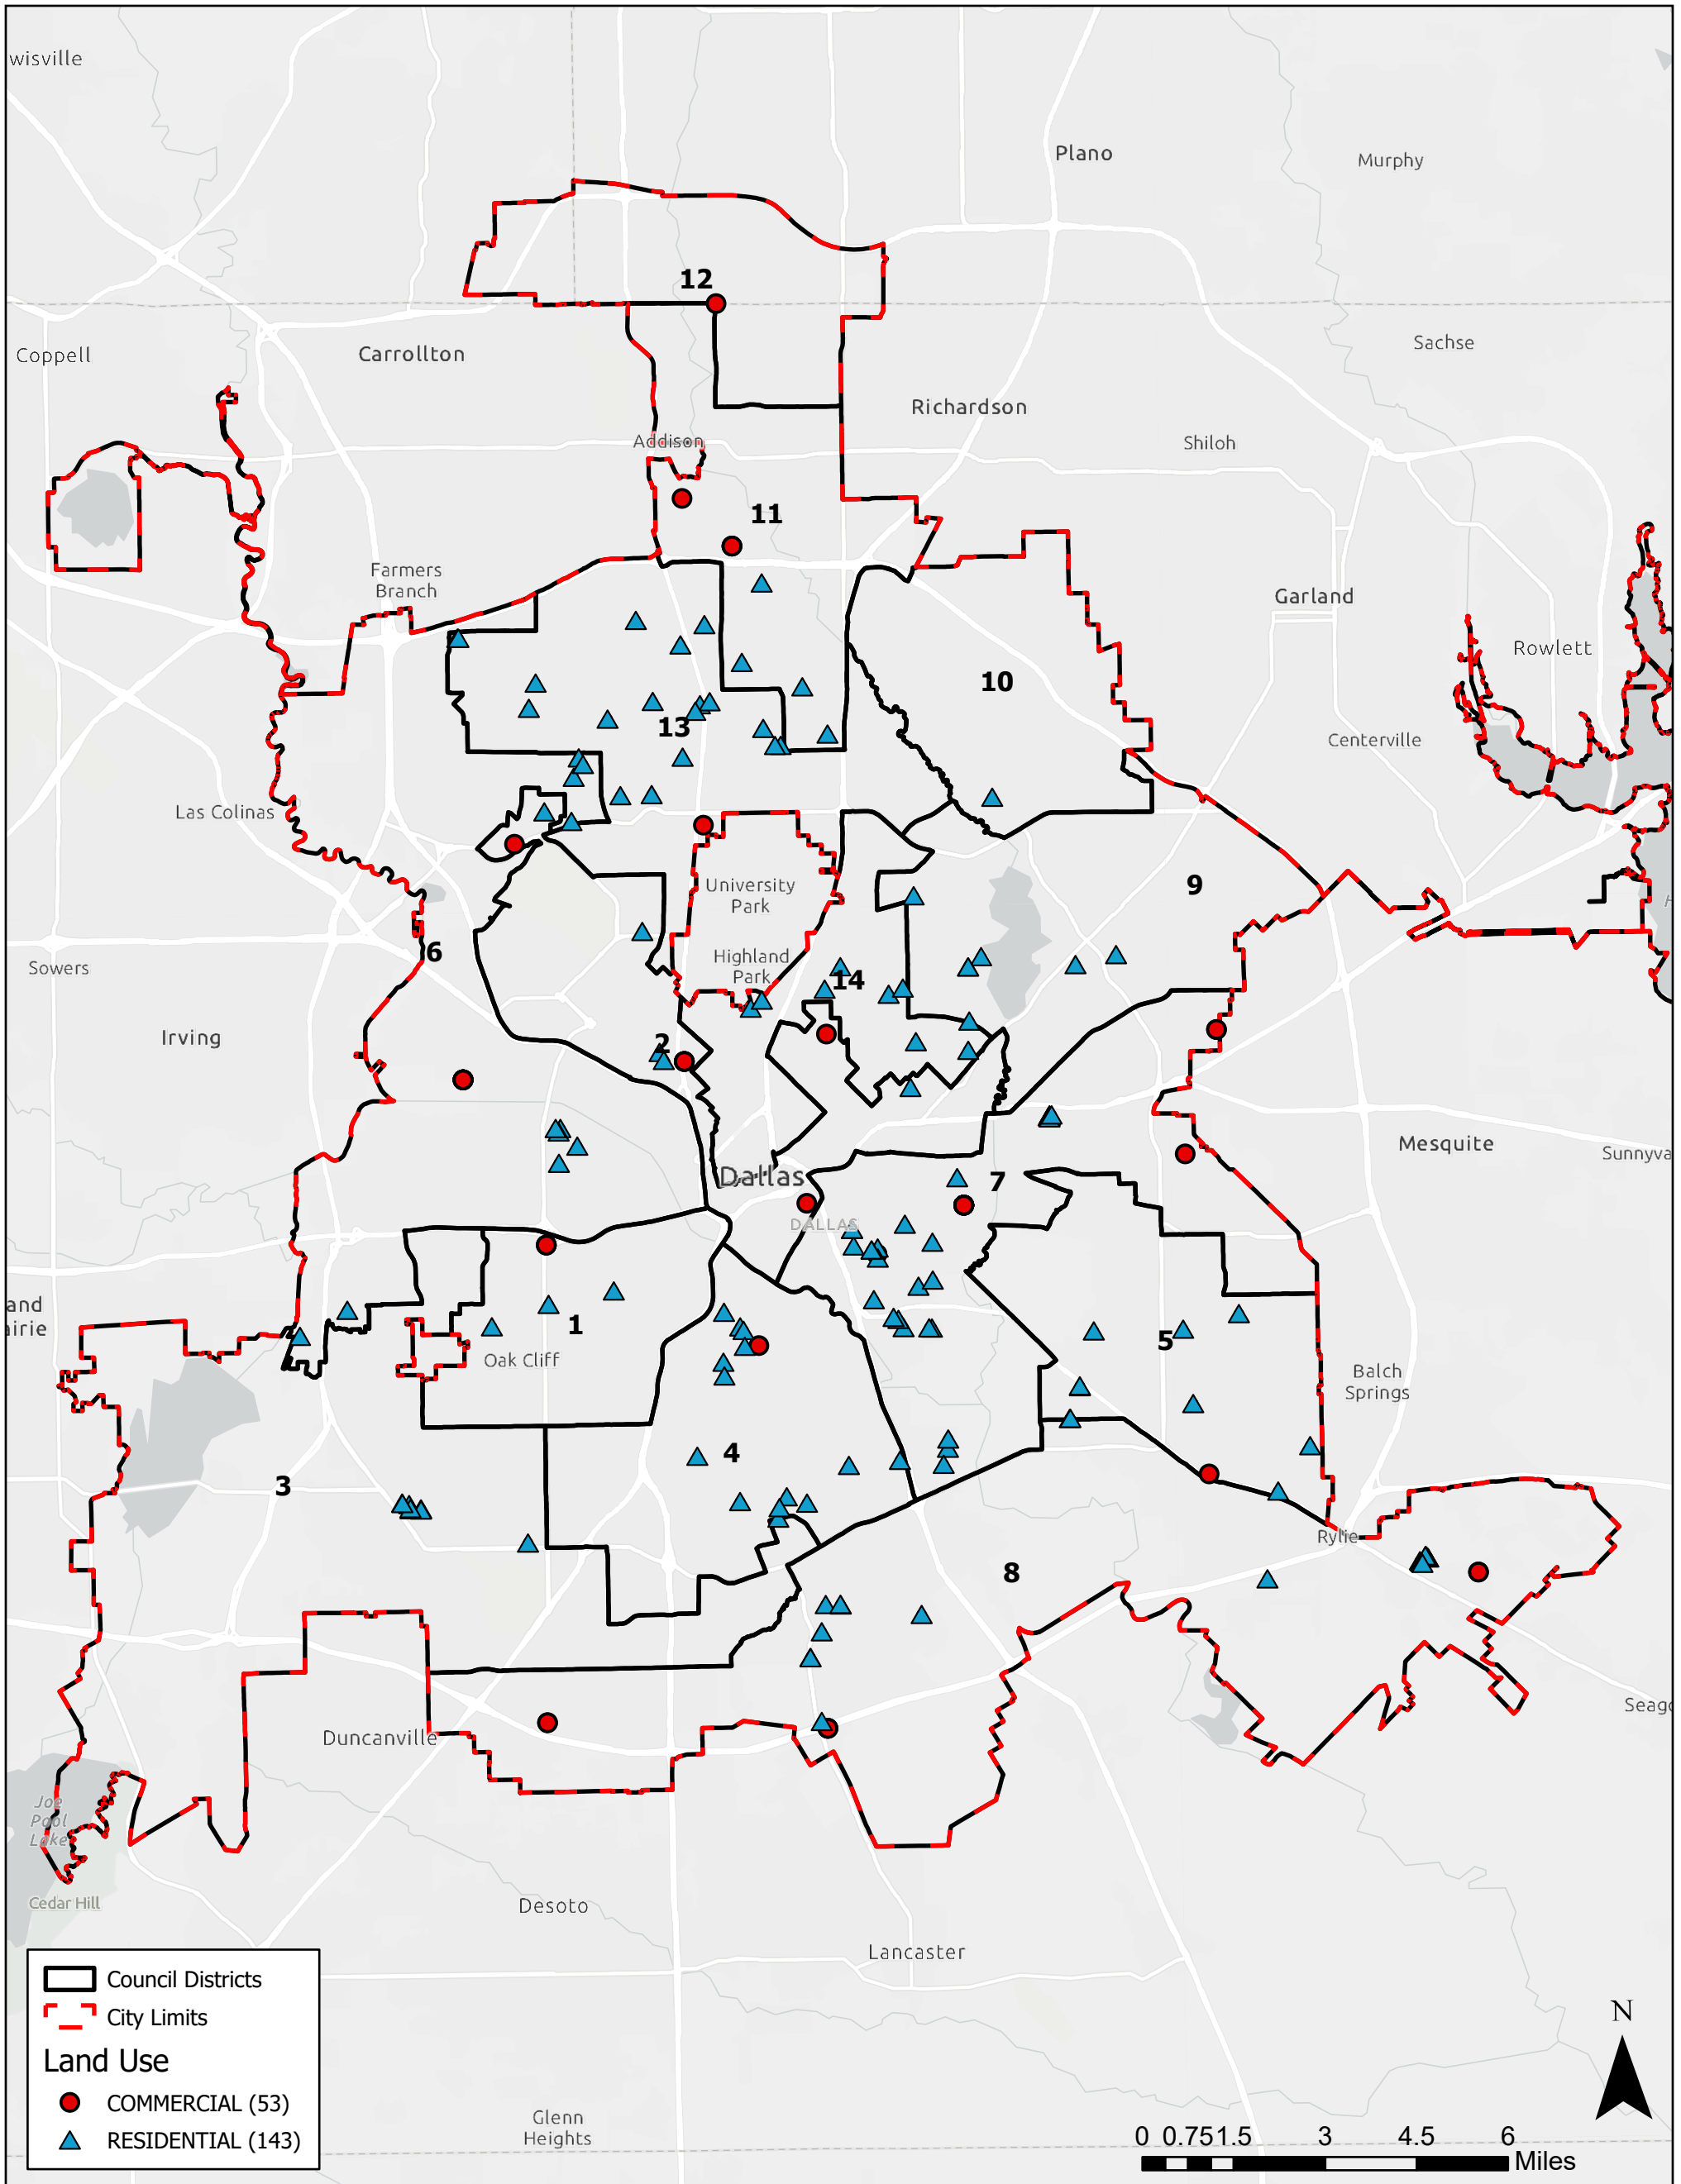 wisville
Plano
Murphy
12
Sachse
Coppell
Carrollton
Richardson
Addison
Shiloh
11
Farmers
Branch
Garland
Rowlett
10
13
Centerville
Las Colinas
University
Park
9
6
Highland
Park
Sowers
14
Irving
2
Mesquite
Sunnyva
Dallas
7
DALLAS
and
airie
1
5
Oak Cliff
Balch
Springs
4
3
Rylie
8
Seago
Duncanville
Joe
Pool
Lake
Cedar Hill
Desoto
Lancaster
Council Districts
City Limits
Land Use
COMMERCIAL (53)
RESIDENTIAL (143)
Glenn
Heights
N
0 0.75 1.5 3 4.5 6
Miles